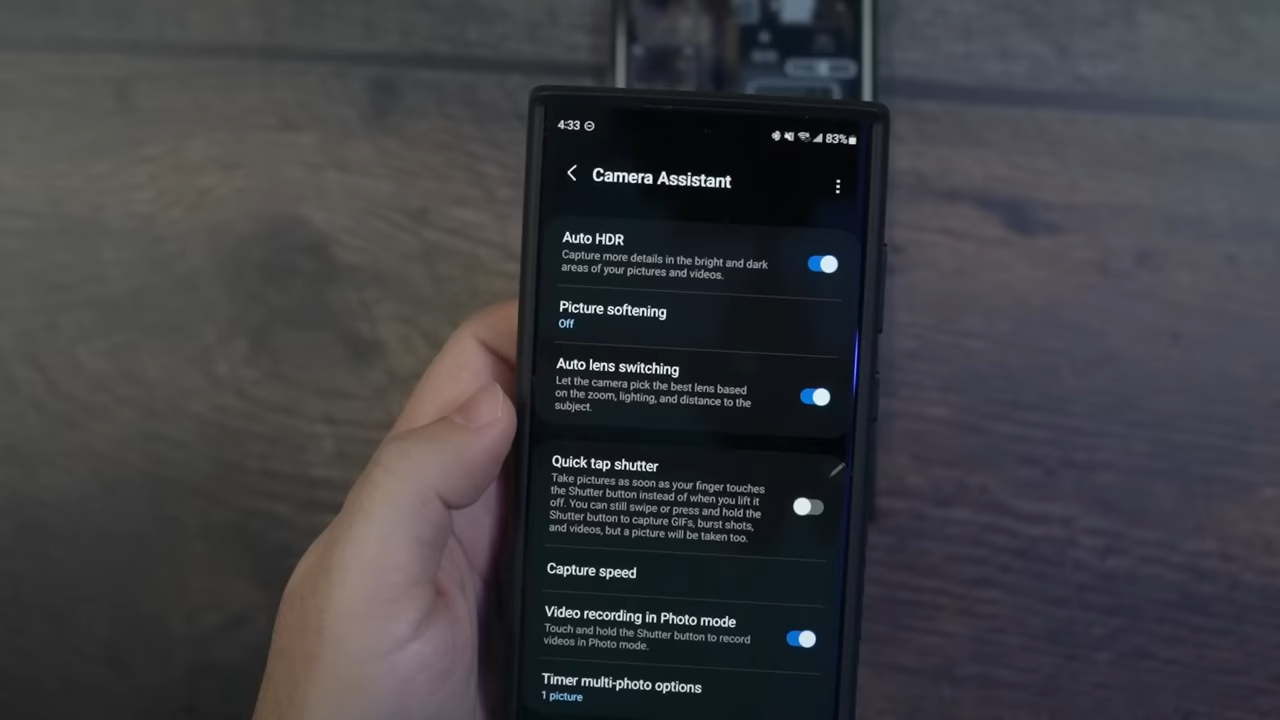 4:33
83%
Camera Assistant
Auto HDR
Capture more details in the bright and dark
areas of your pictures and videos.
Picture softening
Off
Auto lens switching
Let the camera pick the best lens based
on the zoom, lighting, and distance to the
subject.
Quick tap shutter
Take pictures as soon as your finger touches
the Shutter button instead of when you lift it
off. You can still swipe or press and hold the
Shutter button to capture GIFs, burst shots,
and videos, but a picture will be taken too.
Capture speed
Video recording in Photo mode
Touch and hold the Shutter button to record
videos in Photo mode.
Timer multi-photo options
1 picture